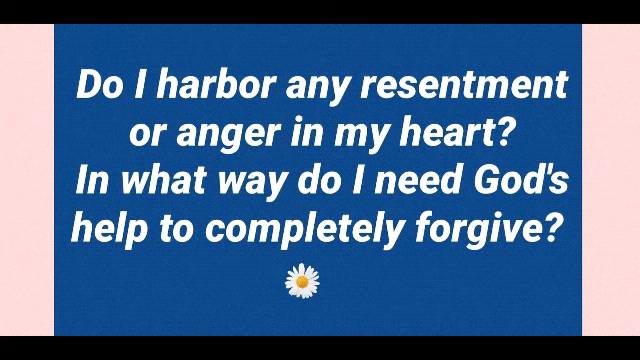 Do I harbor any resentment
or anger in my heart?
In what way do I need God's
help to completely forgive?